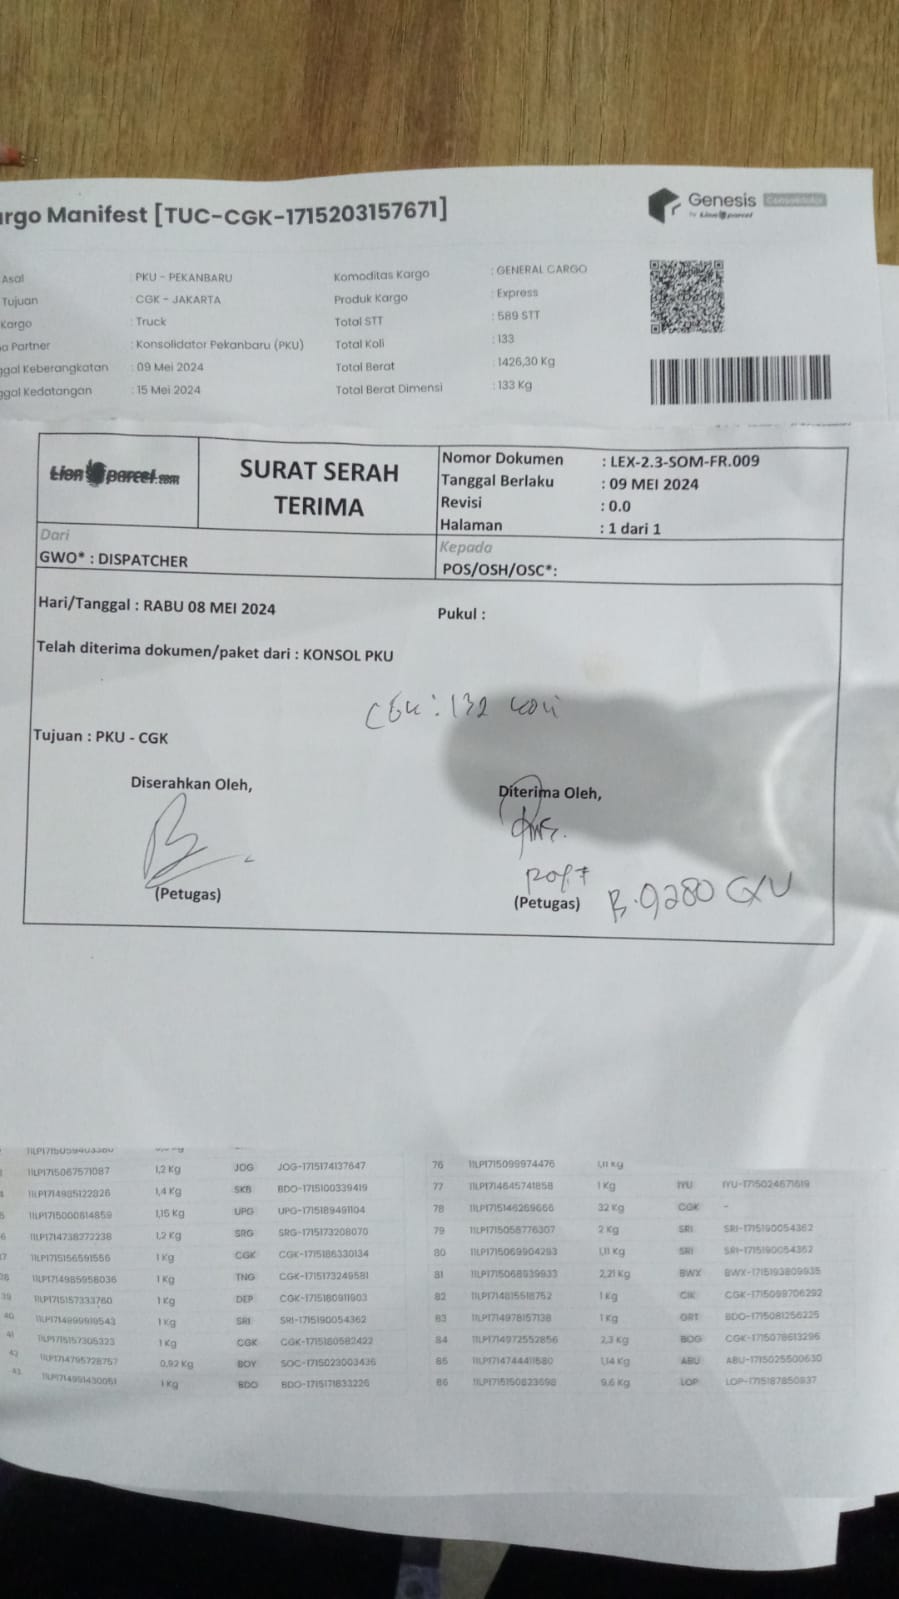 rgo Manifest [TUC-CGK-1715203157671]
Genesis Consolidator
by Lion parcel
Asal : PKU - PEKANBARU Komoditas Kargo : GENERAL CARGO
Tujuan : CGK - JAKARTA Produk Kargo : Express
Kargo : Truck Total STT : 589 STT
a Partner : Konsolidator Pekanbaru (PKU) Total Koli : 133
ggal Keberangkatan : 09 Mei 2024 Total Berat : 1426,30 Kg
ggal Kedatangan : 15 Mei 2024 Total Berat Dimensi : 133 Kg
Lion parcel.com
SURAT SERAH
TERIMA
Nomor Dokumen : LEX-2.3-SOM-FR.009
Tanggal Berlaku : 09 MEI 2024
Revisi : 0.0
Halaman : 1 dari 1
Dari
GWO* : DISPATCHER
Kepada
POS/OSH/OSC*:
Hari/Tanggal : RABU 08 MEI 2024 Pukul :
Telah diterima dokumen/paket dari : KONSOL PKU
CGK : 132 koli
Tujuan : PKU - CGK
Diserahkan Oleh, Diterima Oleh,
(Petugas) (Petugas) B.9280 CXU
11LP1715067571087 1,2 Kg JOG JOG-1715174137647
4 11LP1714985122826 1,4 Kg SKB BDO-1715100339419
5 11LP1715000814859 1,15 Kg UPG UPG-1715189491104
6 11LP1714738272238 1,2 Kg SRG SRG-1715173208070
37 11LP1715156591556 1 Kg CGK CGK-1715186330134
38 11LP1714985958036 1 Kg TNG CGK-1715173249581
39 11LP1715157333760 1 Kg DEP CGK-1715180911903
40 11LP1714999919543 1 Kg SRI SRI-1715190054362
41 11LP1715157305323 1 Kg CGK CGK-1715180582422
42 11LP1714795728757 0,92 Kg BOY SOC-1715023003436
43 11LP1714991430051 1 Kg BDO BDO-1715171833226
76 11LP1715099974476 1,11 Kg
77 11LP1714645741858 1 Kg IYU IYU-1715024671619
78 11LP1715146269666 32 Kg CGK -
79 11LP1715058776307 2 Kg SRI SRI-1715190054362
80 11LP1715069904293 1,11 Kg SRI SRI-1715190054362
81 11LP1715068939933 2,21 Kg BWX BWX-1715193809935
82 11LP1714815518752 1 Kg CIK CGK-1715099706292
83 11LP1714978157138 1 Kg GRT BDO-1715081256225
84 11LP1714972552856 2,3 Kg BOG CGK-1715078613296
85 11LP1714744411580 1,14 Kg ABU ABU-1715025500630
86 11LP1715150823698 9,6 Kg LOP LOP-1715187850937